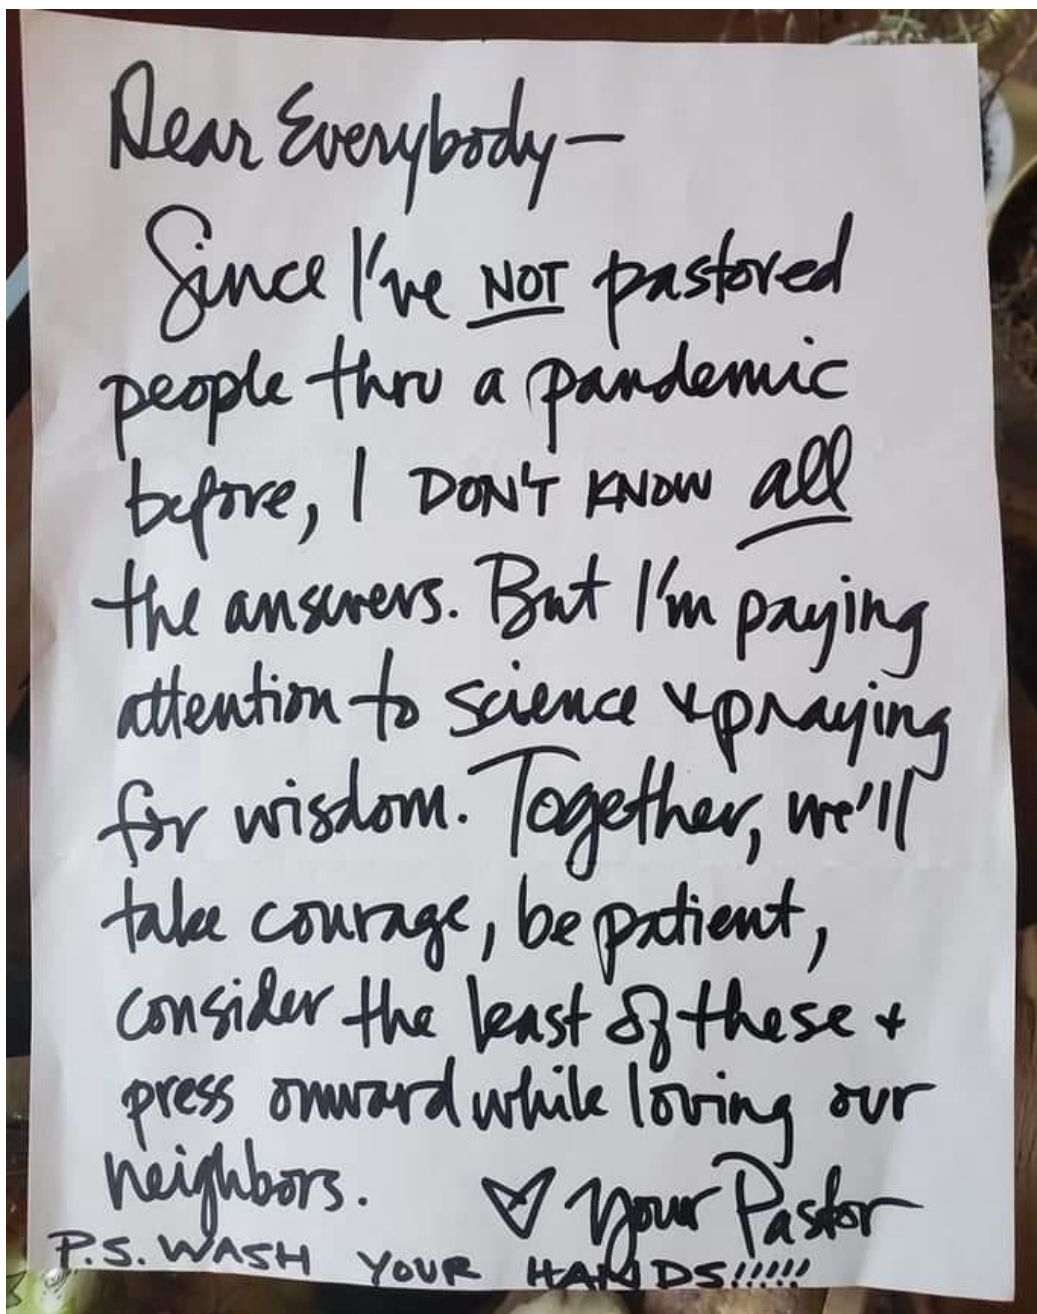 Dear Everybody—
Since I've NOT pastored
people thru a pandemic
before, I DON'T KNOW all
the answers. But I'm paying
attention to science + praying
for wisdom. Together, we'll
take courage, be patient,
consider the least of these +
press onward while loving our
neighbors. ♡ Your Pastor
P.S. WASH YOUR HANDS!!!!!